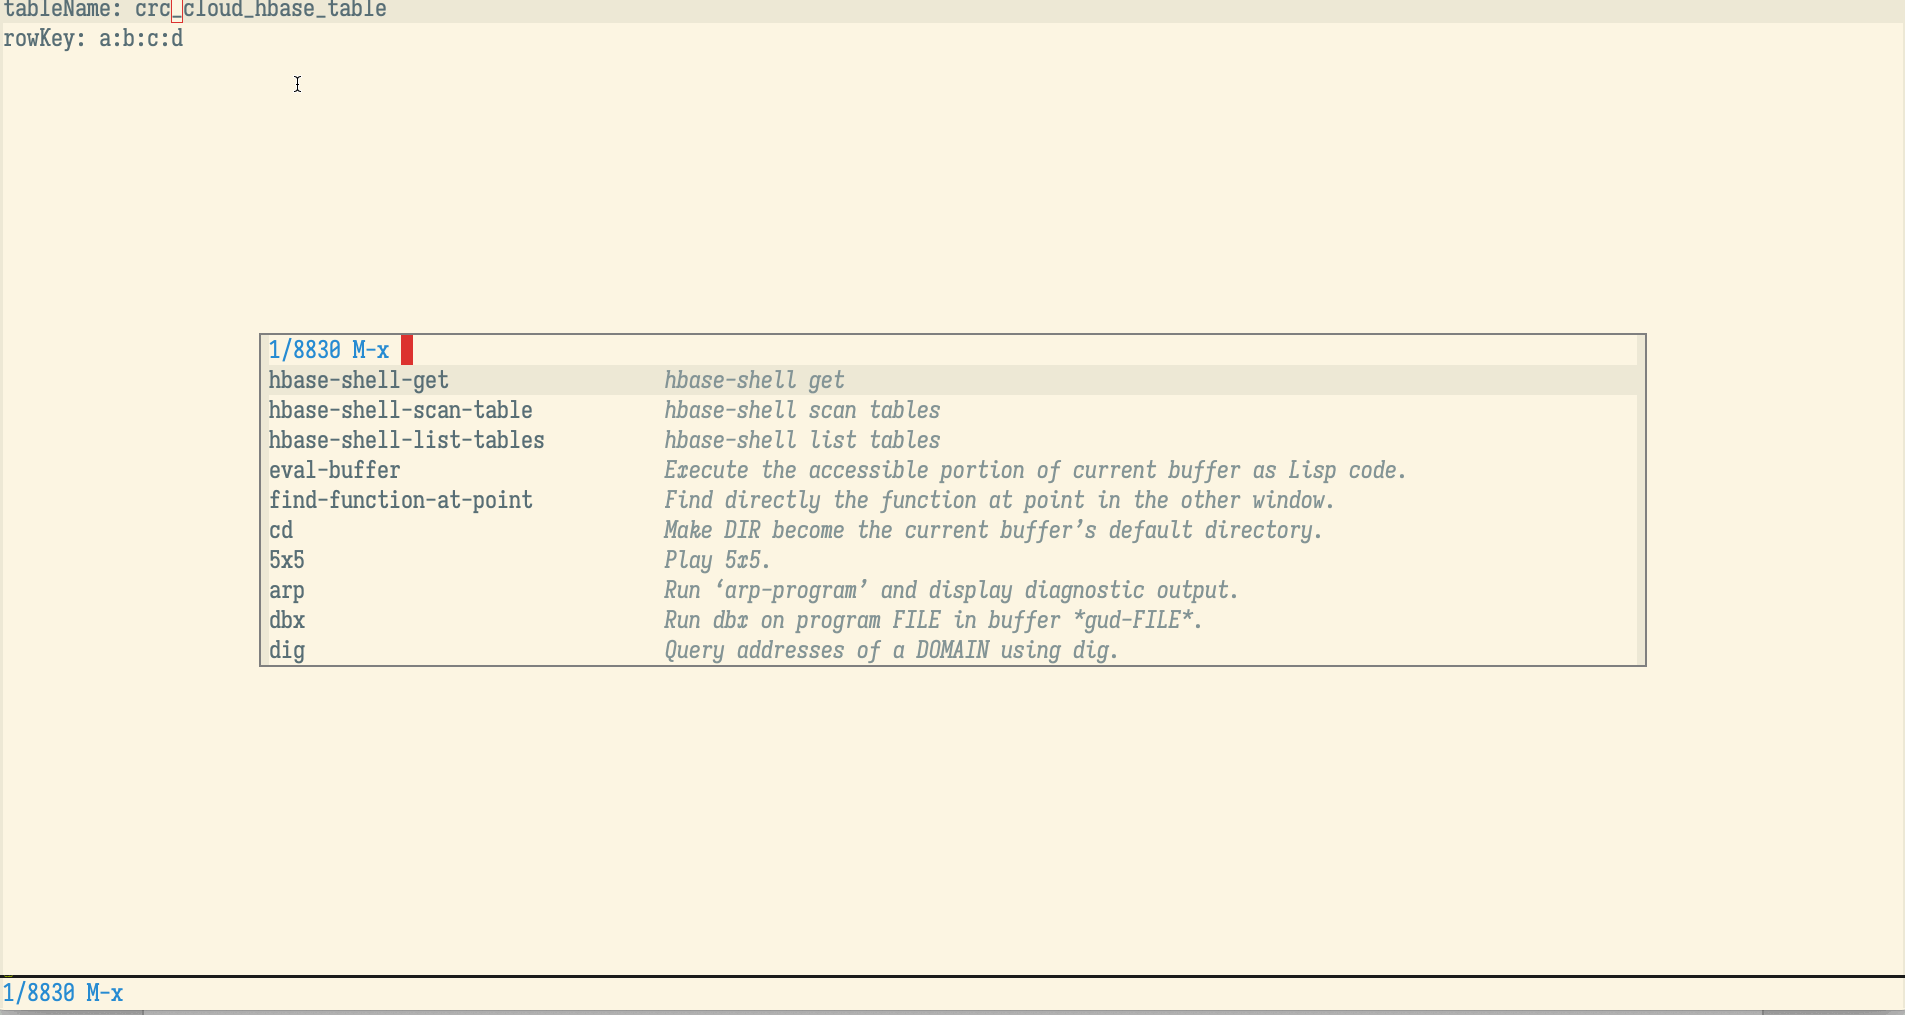 tableName: crc_cloud_hbase_table
rowKey: a:b:c:d
1/8830 M-x
hbase-shell-get hbase-shell get
hbase-shell-scan-table hbase-shell scan tables
hbase-shell-list-tables hbase-shell list tables
eval-buffer Execute the accessible portion of current buffer as Lisp code.
find-function-at-point Find directly the function at point in the other window.
cd Make DIR become the current buffer’s default directory.
5x5 Play 5x5.
arp Run ‘arp-program’ and display diagnostic output.
dbx Run dbx on program FILE in buffer *gud-FILE*.
dig Query addresses of a DOMAIN using dig.
1/8830 M-x